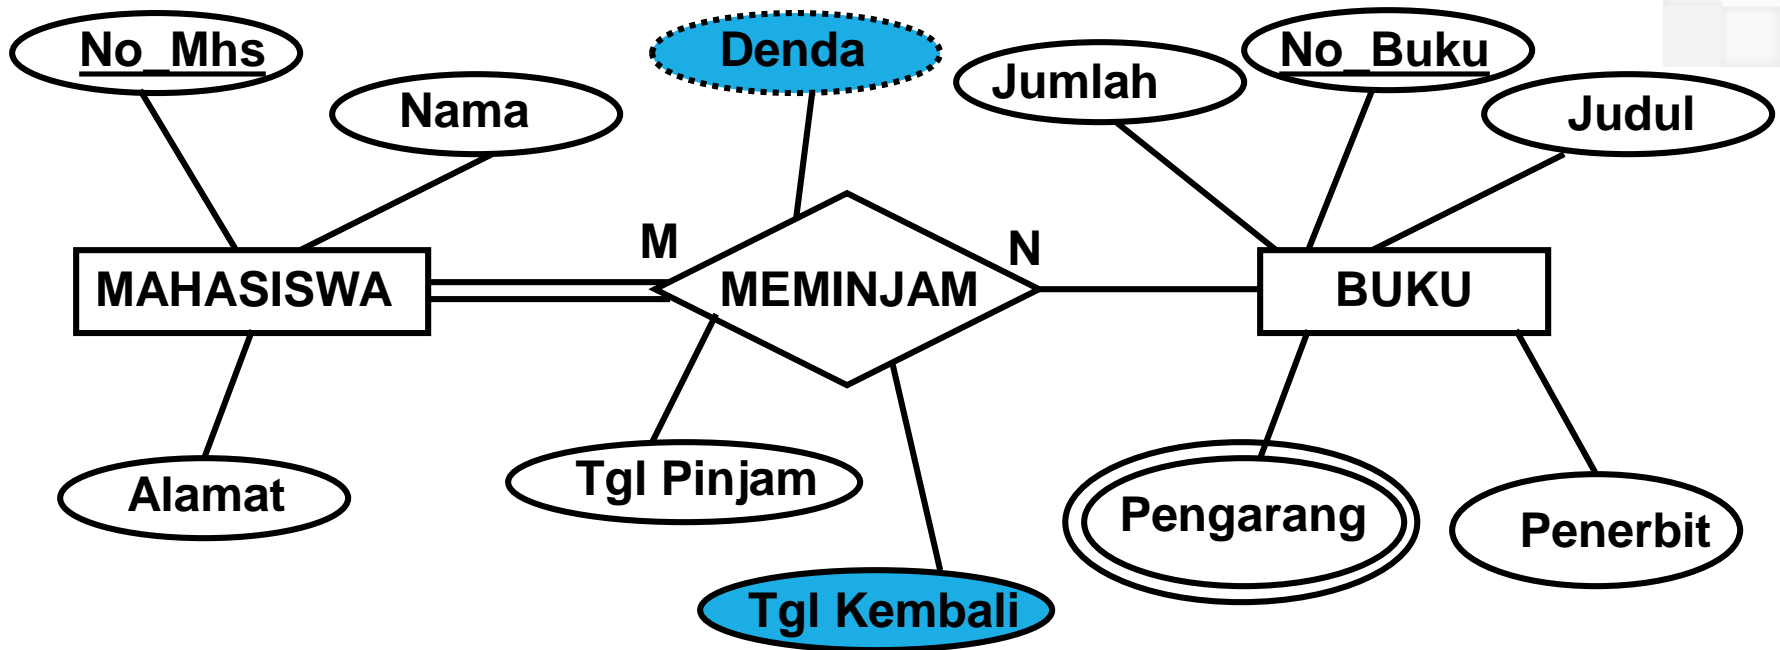 No_Mhs
Denda
No_Buku
Jumlah
Nama
Judul
M
N
MAHASISWA
MEMINJAM
BUKU
Tgl Pinjam
Alamat
Pengarang
Penerbit
Tgl Kembali